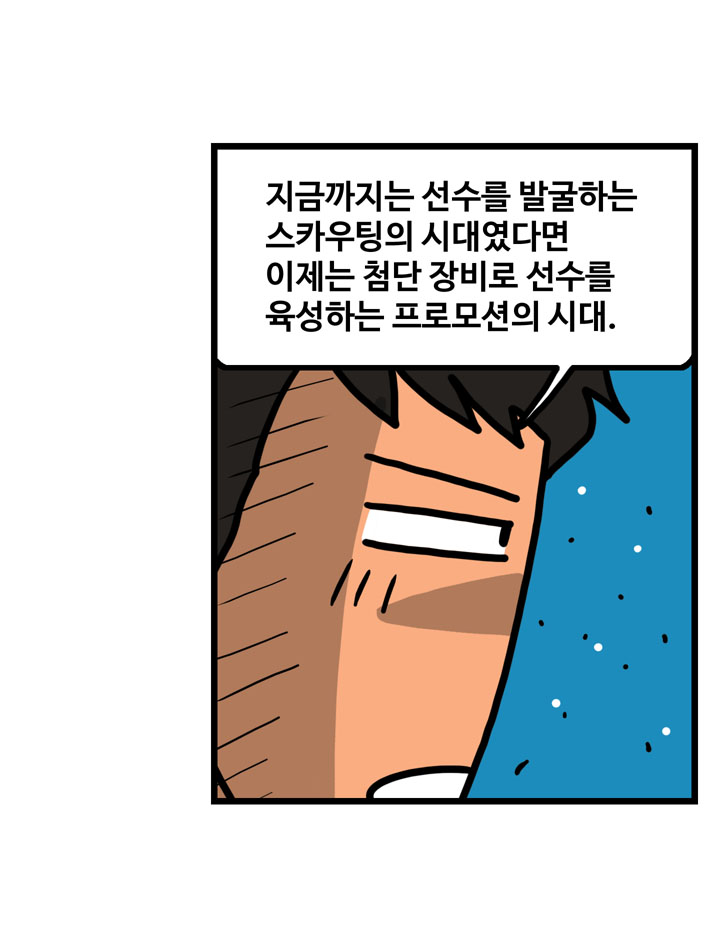 지금까지는 선수를 발굴하는
스카우팅의 시대였다면
이제는 첨단 장비로 선수를
육성하는 프로모션의 시대.